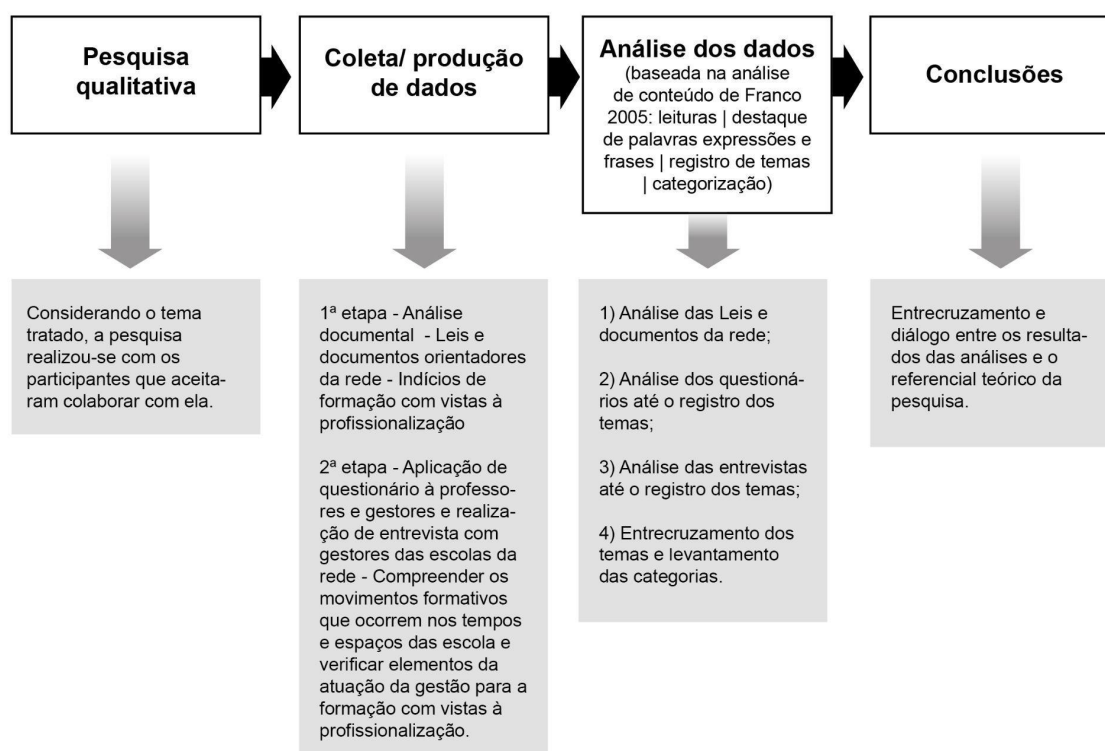 Pesquisa
qualitativa
Coleta/ produção
de dados
Análise dos dados
(baseada na análise
de conteúdo de Franco
2005: leituras | destaque
de palavras expressões e
frases | registro de temas
| categorização)
Conclusões
Considerando o tema
tratado, a pesquisa
realizou-se com os
participantes que aceita-
ram colaborar com ela.
1ª etapa - Análise
documental - Leis e
documentos orientadores
da rede - Indícios de
formação com vistas à
profissionalização
2ª etapa - Aplicação de
questionário à professo-
res e gestores e realiza-
ção de entrevista com
gestores das escolas da
rede - Compreender os
movimentos formativos
que ocorrem nos tempos
e espaços das escola e
verificar elementos da
atuação da gestão para a
formação com vistas à
profissionalização.
1) Análise das Leis e
documentos da rede;
2) Análise dos questioná-
rios até o registro dos
temas;
3) Análise das entrevistas
até o registro dos temas;
4) Entrecruzamento dos
temas e levantamento
das categorias.
Entrecruzamento e
diálogo entre os resulta-
dos das análises e o
referencial teórico da
pesquisa.